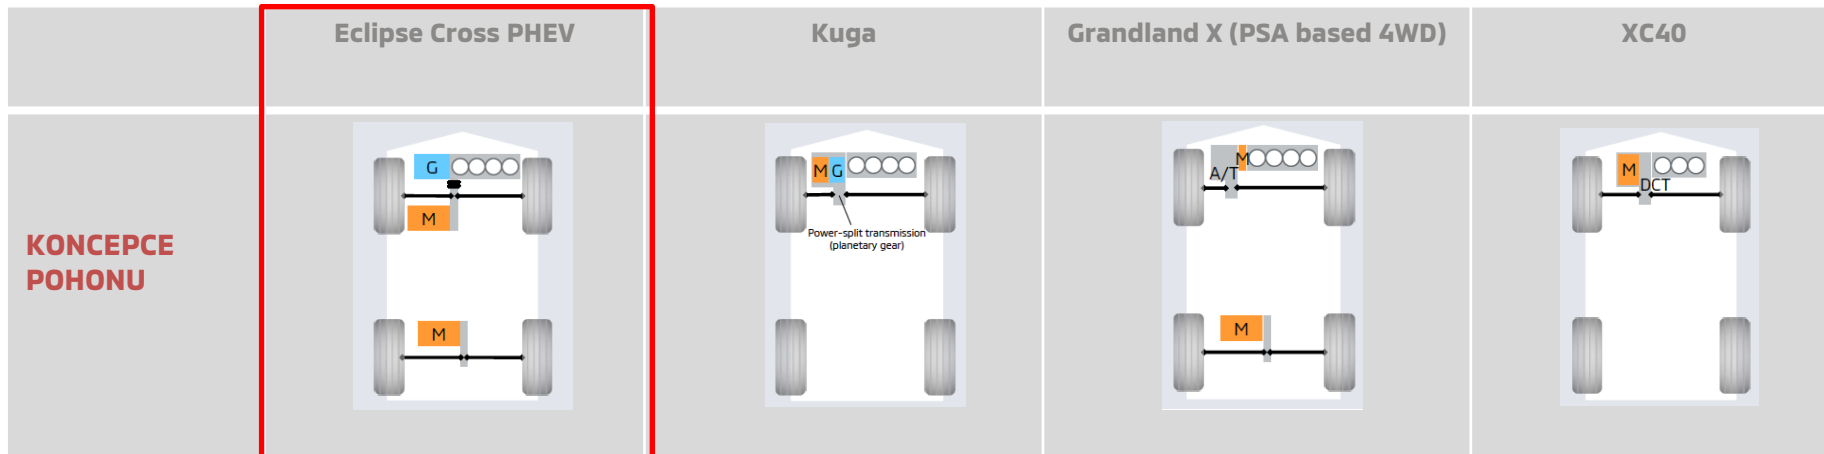 Eclipse Cross PHEV
Kuga
Grandland X (PSA based 4WD)
XC40
KONCEPCE
POHONU
G
M
M
M G
Power-split transmission
(planetary gear)
M
A/T
M
M
DCT